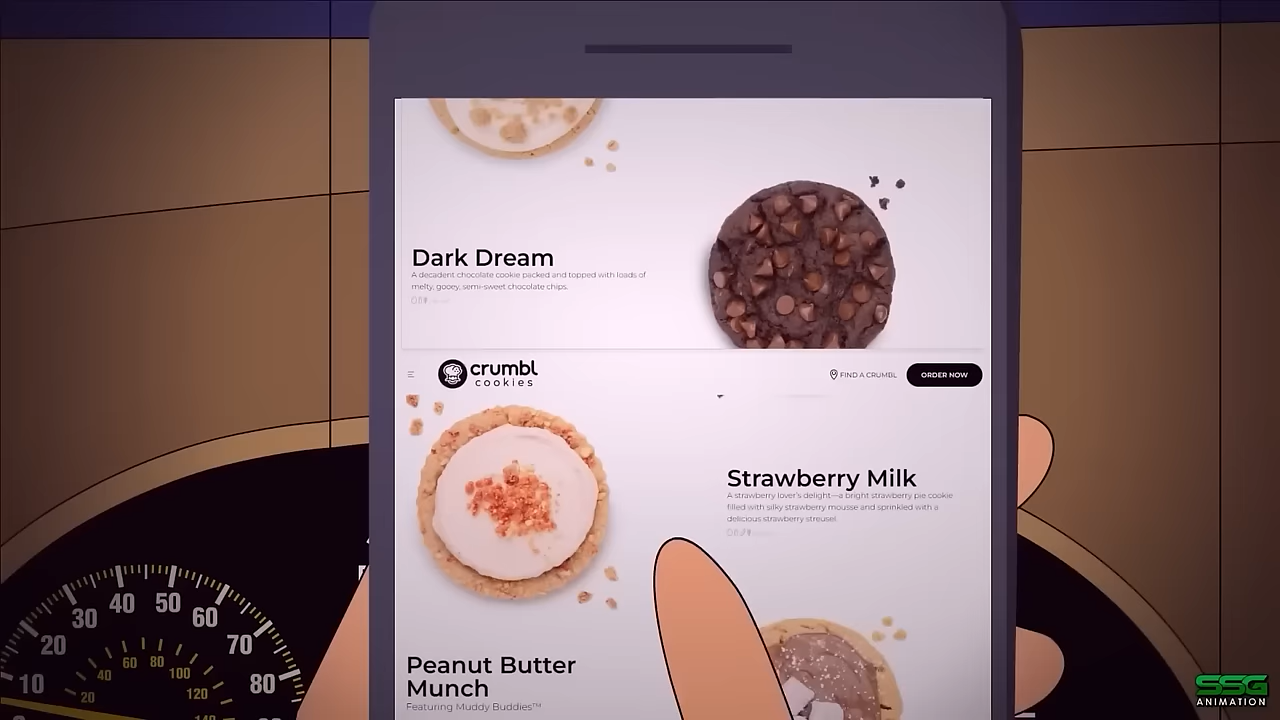 Dark Dream
A decadent chocolate cookie packed and topped with loads of
melty, gooey, semi-sweet chocolate chips.
crumbl
cookies
FIND A CRUMBL
ORDER NOW
Strawberry Milk
A strawberry lover's delight—a bright strawberry pie cookie
filled with silky strawberry mousse and sprinkled with a
delicious strawberry streusel.
Peanut Butter
Munch
Featuring Muddy Buddies™
10
20
30
40
50
60
70
80
20
40
60
80
100
120
140
SSG
ANIMATION